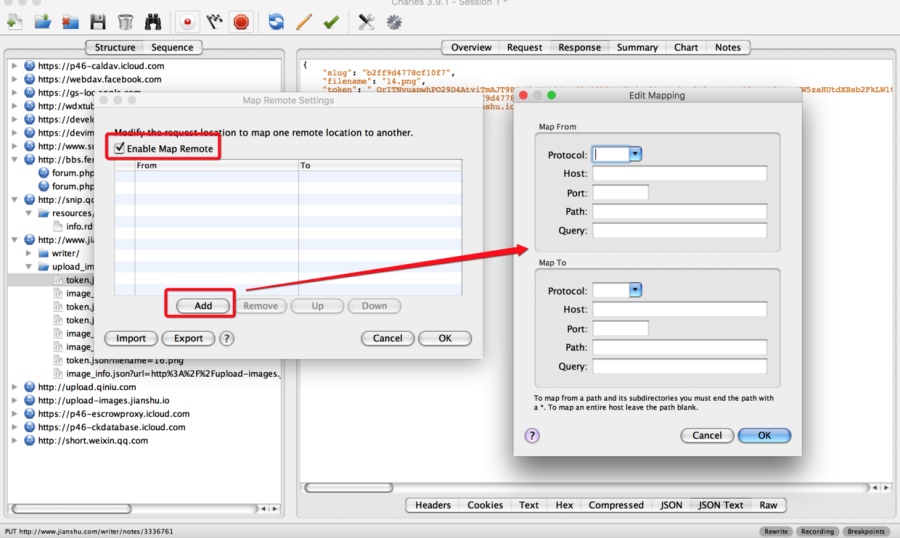 Charles 3.9.1 - Session 1 *
Structure
Sequence
Overview
Request
Response
Summary
Chart
Notes
https://p46-caldav.icloud.com
https://webdav.facebook.com
https://gs-loc.apple.com
http://wdxtub
https://develo
https://devim
http://www.su
http://bbs.fer
forum.php
forum.php
http://snip.qq
resources/
info.rd
http://www.jia
writer/
upload_im
token.j
image_
token.j
token.j
image_
image_
token.json?filename=16.png
image_info.json?url=http%3A%2F%2Fupload-images.
http://upload.qiniu.com
http://upload-images.jianshu.io
https://p46-escrowproxy.icloud.com
https://p46-ckdatabase.icloud.com
http://short.weixin.qq.com
{
"slug": "b2ff9d4778cf10f7",
"filename": "14.png",
"token":
Map Remote Settings
Modify the request location to map one remote location to another.
Enable Map Remote
From
To
Add
Remove
Up
Down
Import
Export
?
Cancel
OK
Edit Mapping
Map From
Protocol:
Host:
Port:
Path:
Query:
Map To
Protocol:
Host:
Port:
Path:
Query:
To map from a path and its subdirectories you must end the path with
a *. To map an entire host leave the path blank.
?
Cancel
OK
Headers
Cookies
Text
Hex
Compressed
JSON
JSON Text
Raw
PUT http://www.jianshu.com/writer/notes/3336761
Rewrite
Recording
Breakpoints